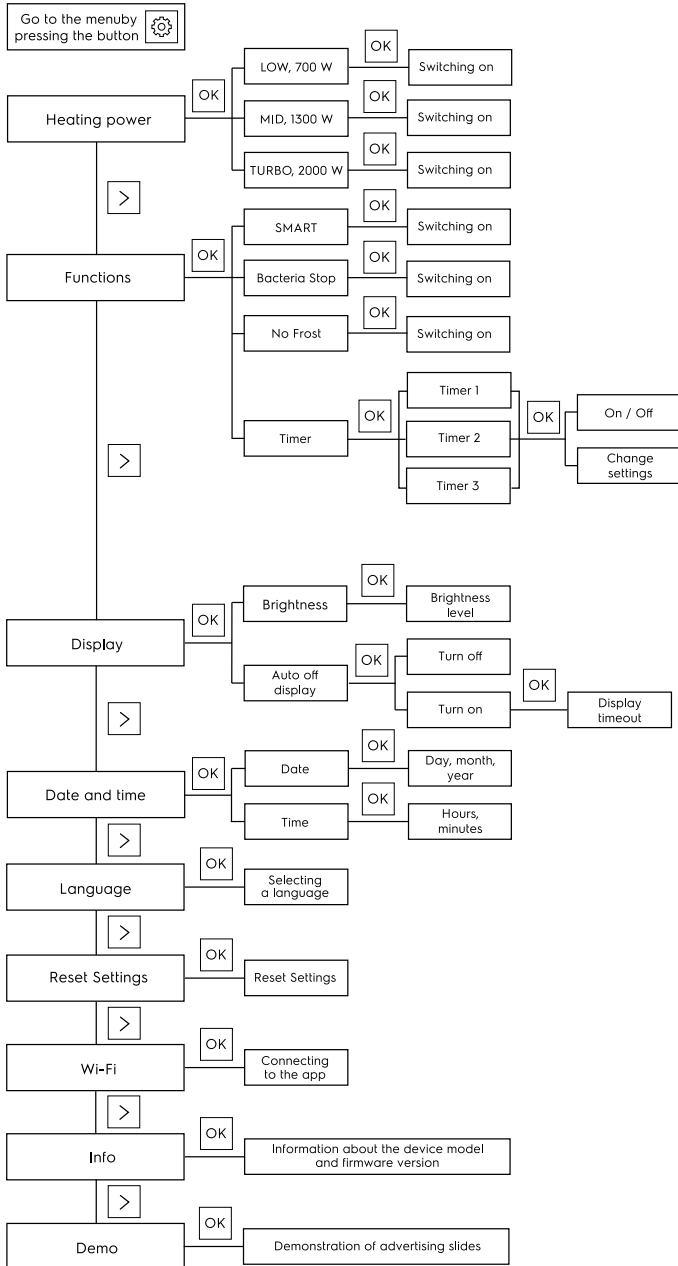 Go to the menuby
pressing the button
OK
LOW, 700 W
Switching on
OK
Heating power
OK
MID, 1300 W
Switching on
OK
TURBO, 2000 W
Switching on
>
OK
SMART
Switching on
OK
Functions
OK
Bacteria Stop
Switching on
OK
No Frost
Switching on
Timer 1
OK
OK
On / Off
Timer
Timer 2
Change
settings
Timer 3
>
OK
Brightness
Brightness
level
OK
Display
OK
Auto off
display
Turn off
OK
Turn on
Display
timeout
>
OK
Date
Day, month,
year
OK
Date and time
OK
Time
Hours,
minutes
>
OK
Language
Selecting
a language
>
OK
Reset Settings
Reset Settings
>
OK
Wi-Fi
Connecting
to the app
>
OK
Info
Information about the device model
and firmware version
>
OK
Demo
Demonstration of advertising slides